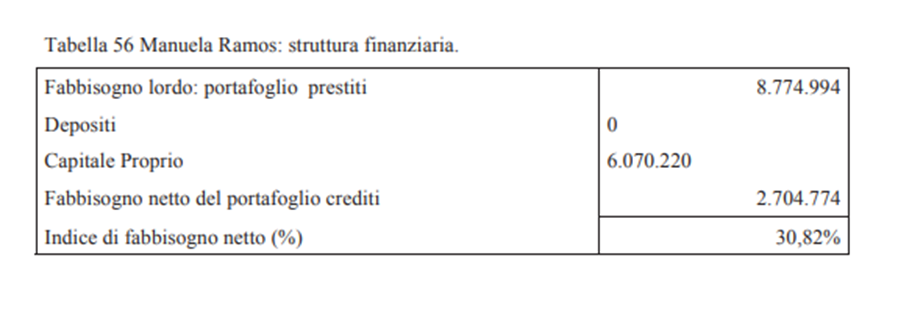 Tabella 56 Manuela Ramos: struttura finanziaria.
Fabbisogno lordo: portafoglio prestiti 8.774.994
Depositi 0
Capitale Proprio 6.070.220
Fabbisogno netto del portafoglio crediti 2.704.774
Indice di fabbisogno netto (%) 30,82%